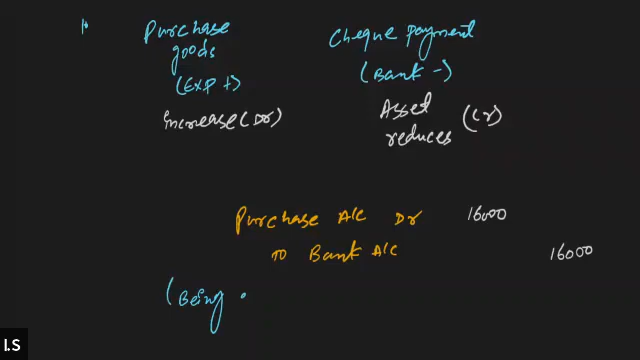 Purchase goods
(Exp +)
Increase (Dr)
Cheque payment
(Bank -)
Asset reduces (Cr)
Purchase A/c Dr 16000
To Bank A/c 16000
(Being
I.S